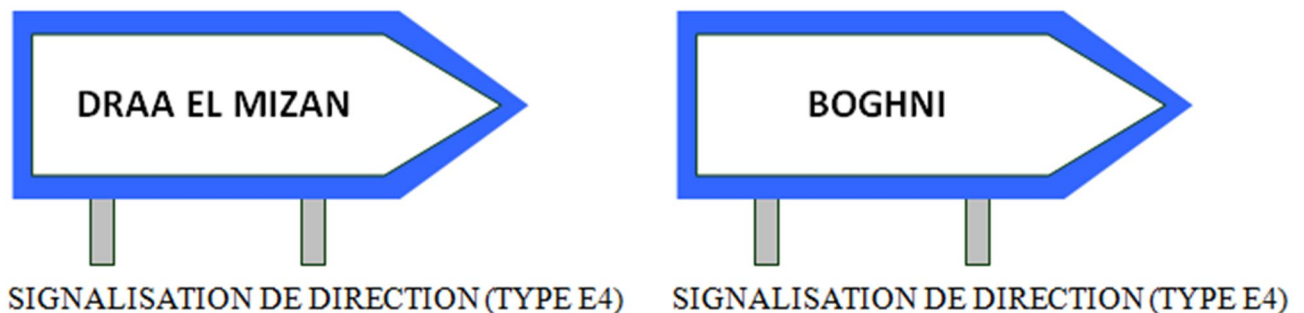 DRAA EL MIZAN
BOGHNI
SIGNALISATION DE DIRECTION (TYPE E4)
SIGNALISATION DE DIRECTION (TYPE E4)